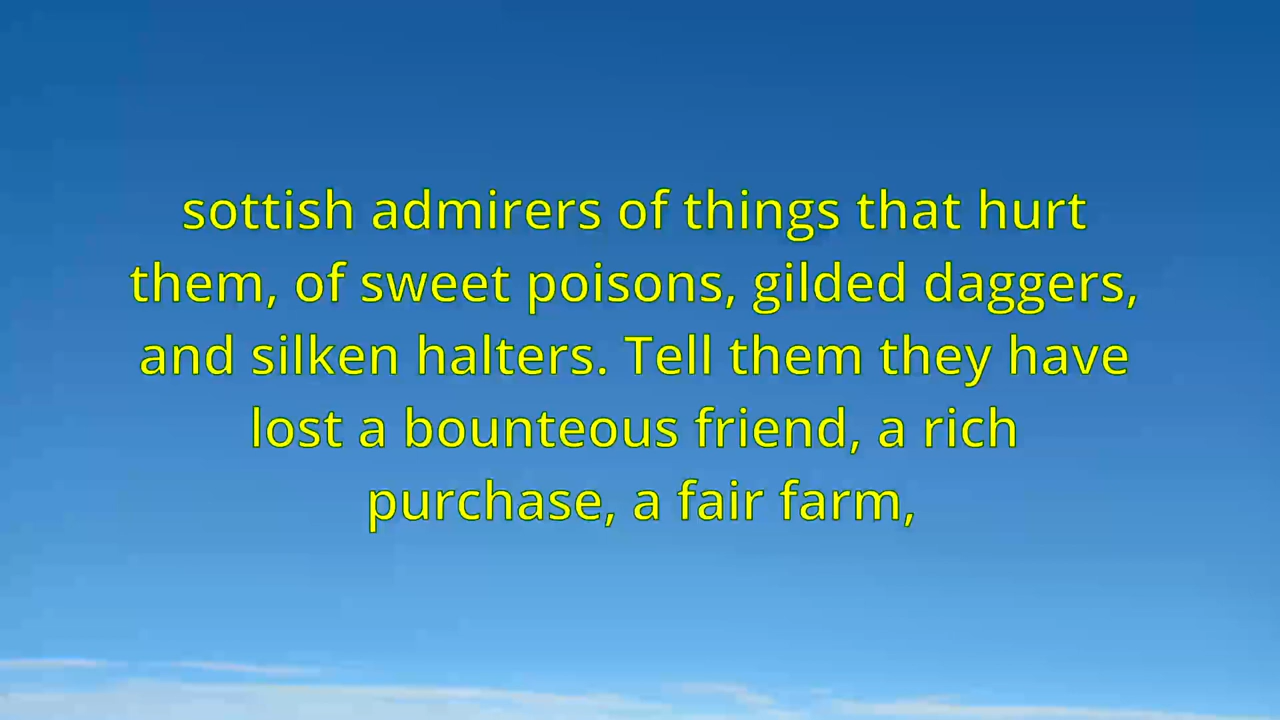 sottish admirers of things that hurt
them, of sweet poisons, gilded daggers,
and silken halters. Tell them they have
lost a bounteous friend, a rich
purchase, a fair farm,